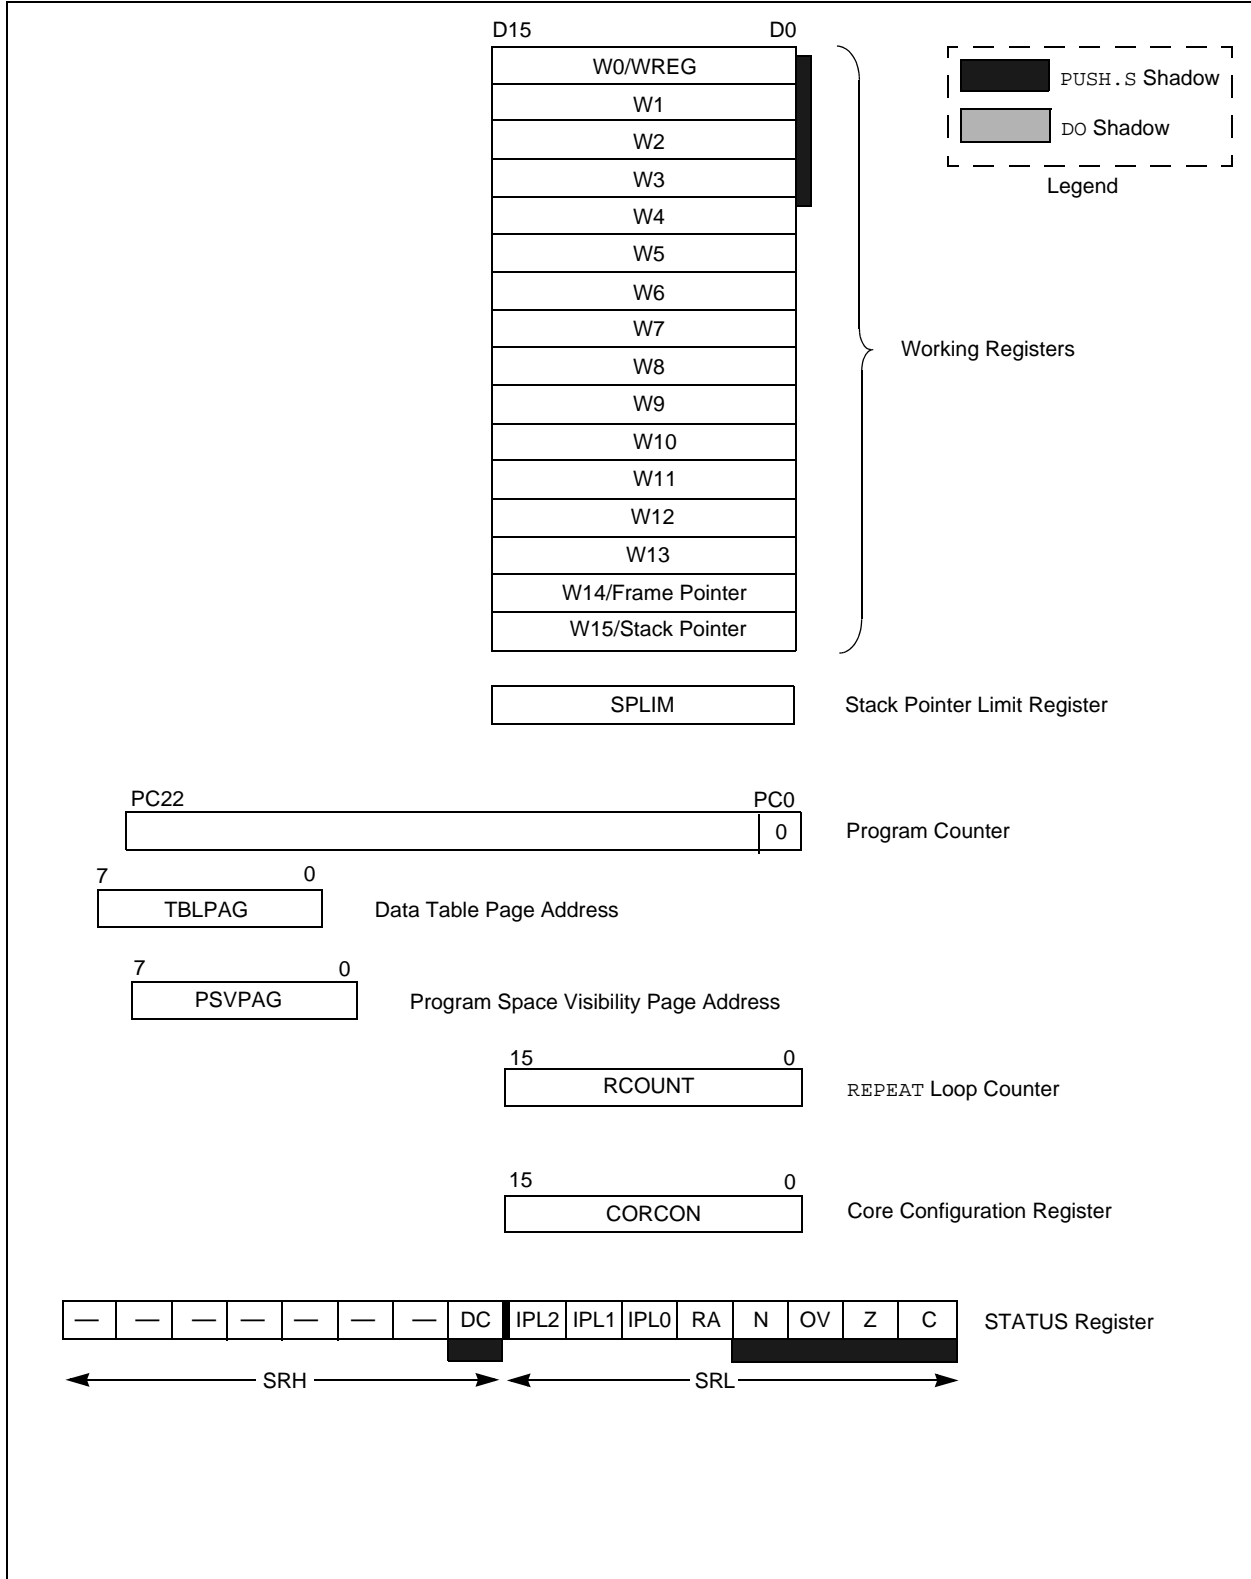 D15 D0
W0/WREG
W1
W2
W3
W4
W5
W6
W7
W8
W9
W10
W11
W12
W13
W14/Frame Pointer
W15/Stack Pointer
PUSH.S Shadow
DO Shadow
Legend
Working Registers
SPLIM Stack Pointer Limit Register
PC22 PC0
0 Program Counter
7 0
TBLPAG Data Table Page Address
7 0
PSVPAG Program Space Visibility Page Address
15 0
RCOUNT REPEAT Loop Counter
15 0
CORCON Core Configuration Register
— — — — — — — DC IPL2 IPL1 IPL0 RA N OV Z C STATUS Register
SRH SRL